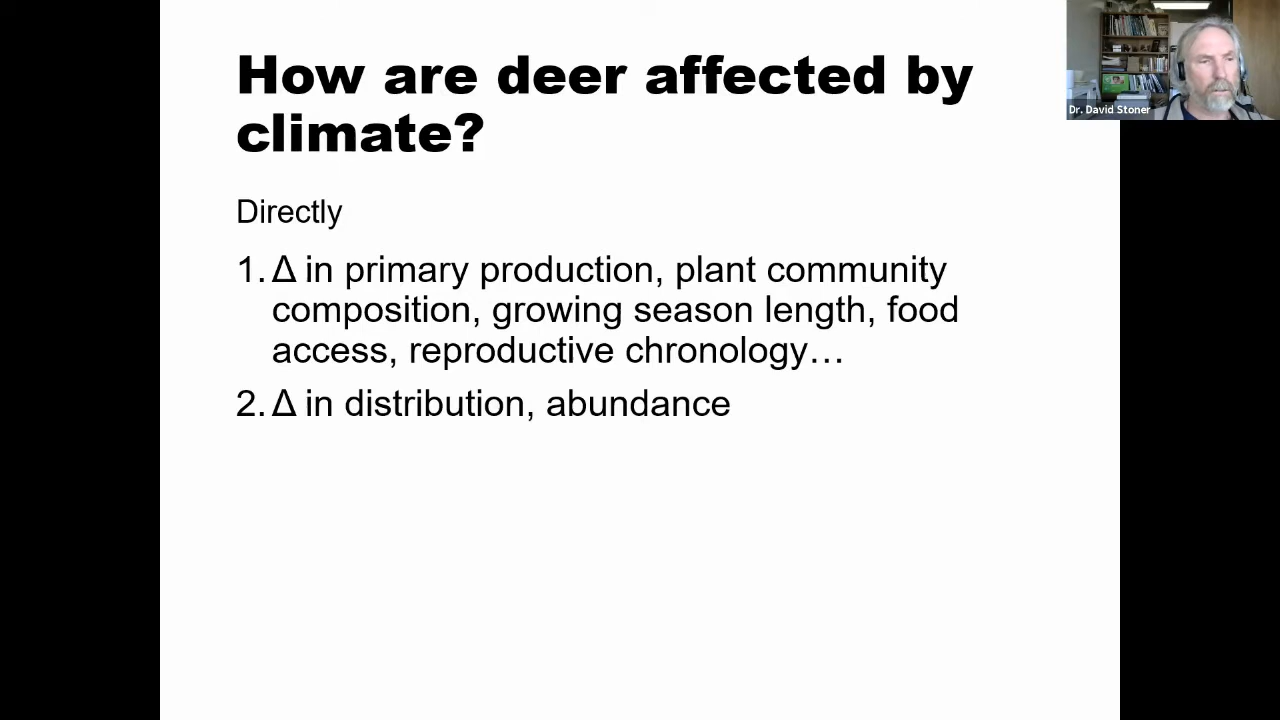 How are deer affected by
climate?
Dr. David Stoner
Directly
1. Δ in primary production, plant community
composition, growing season length, food
access, reproductive chronology…
2. Δ in distribution, abundance